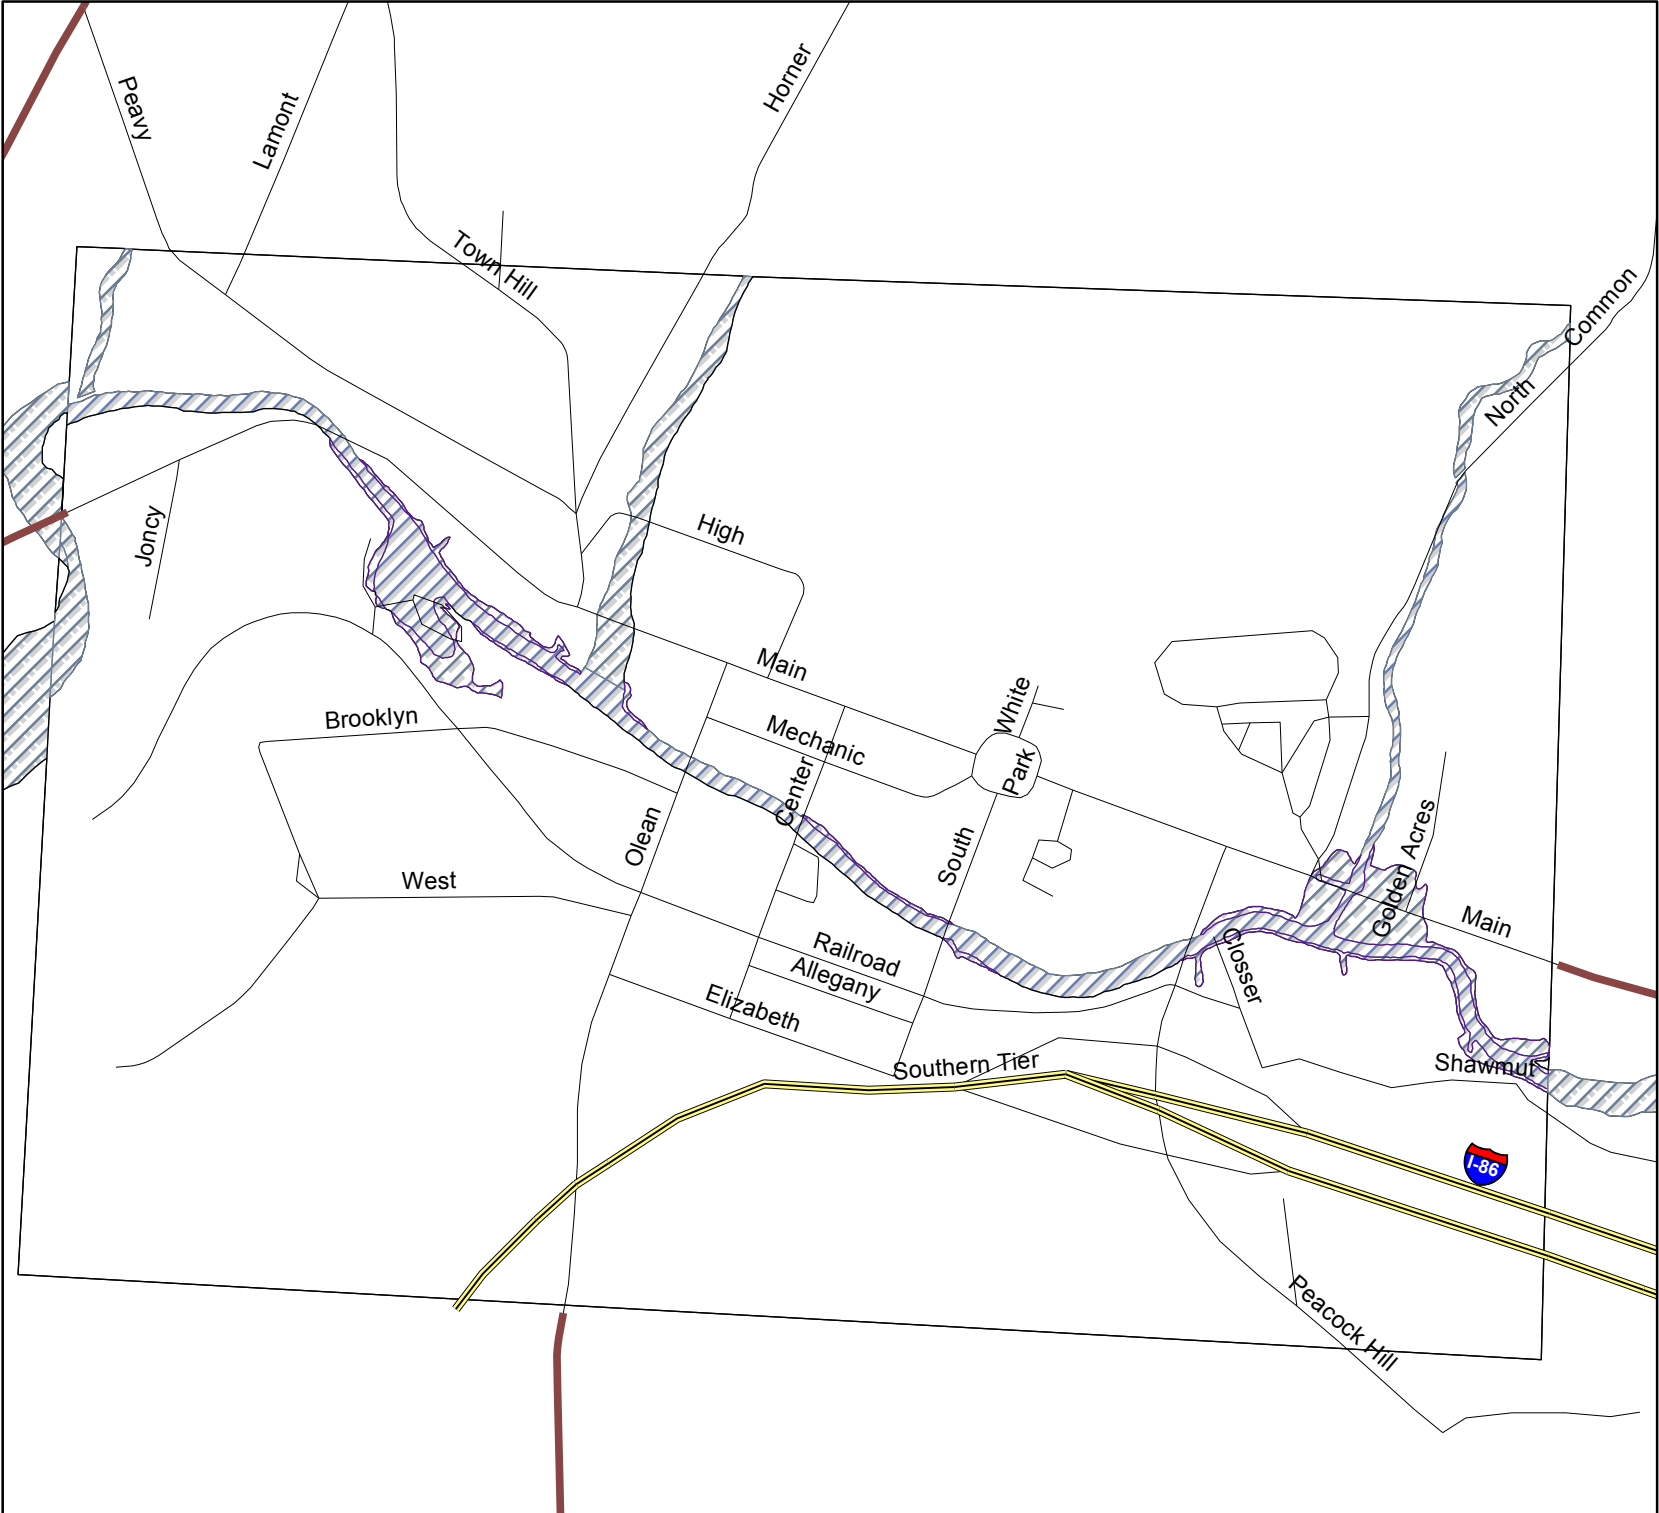 Horner
Peavy
Lamont
Town Hill
Common
North
High
Joncy
Main
White
Brooklyn
Mechanic
Park
Center
Olean
South
Golden Acres
West
Main
Railroad
Closser
Allegany
Elizabeth
Southern Tier
Shawmut
I-86
Peacock Hill